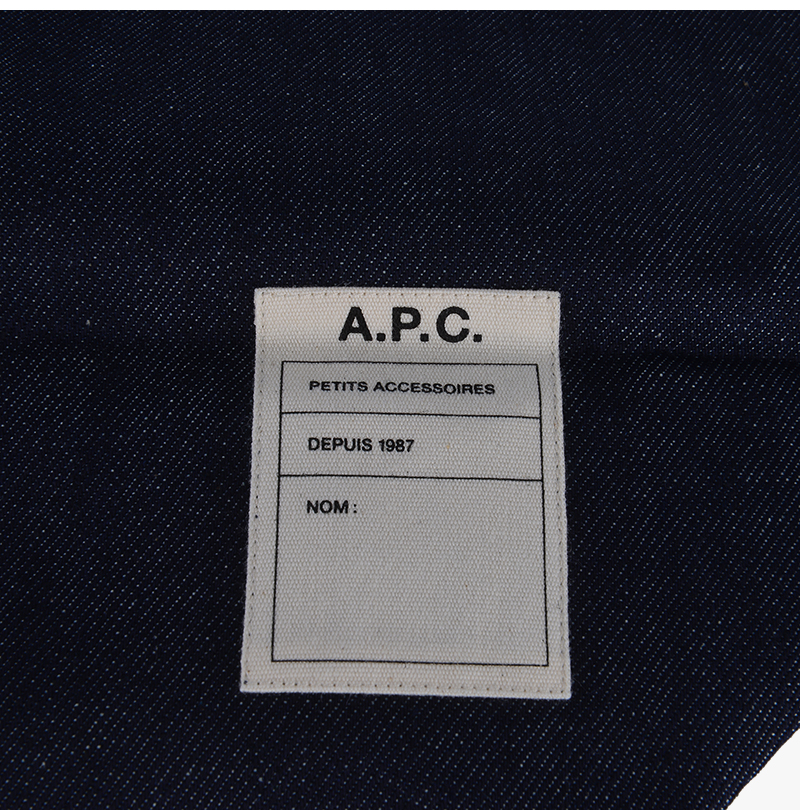 A.P.C.
PETITS ACCESSOIRES
DEPUIS 1987
NOM :